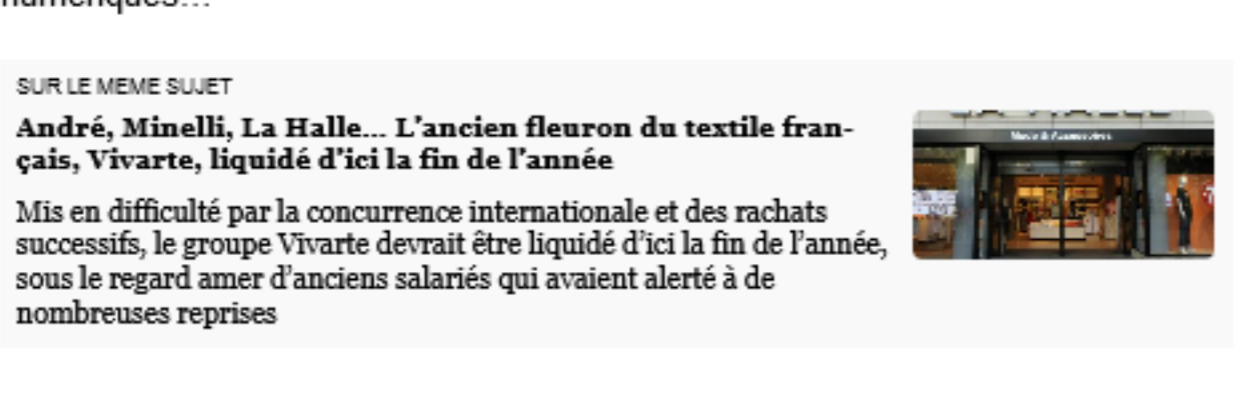 SUR LE MEME SUJET
André, Minelli, La Halle... L'ancien fleuron du textile fran-
çais, Vivarte, liquidé d'ici la fin de l'année
Mis en difficulté par la concurrence internationale et des rachats
successifs, le groupe Vivarte devrait être liquidé d'ici la fin de l'année,
sous le regard amer d'anciens salariés qui avaient alerté à de
nombreuses reprises
Mode & Accessoires